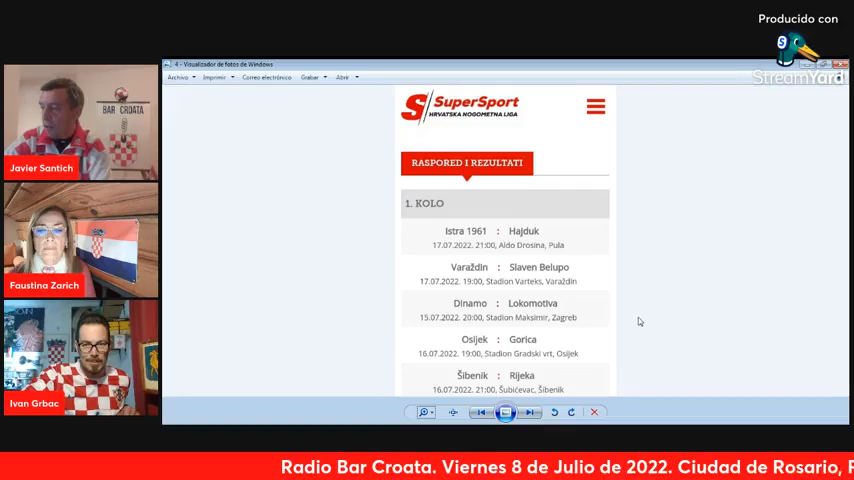 Producido con
StreamYard
4 - Visualizador de fotos de Windows
Archivo Imprimir Correo electrónico Grabar Abrir
SuperSport
HRVATSKA NOGOMETNA LIGA
RASPORED I REZULTATI
1. KOLO
Istra 1961 : Hajduk
17.07.2022. 21:00, Aldo Drosina, Pula
Varaždin : Slaven Belupo
17.07.2022. 19:00, Stadion Varteks, Varaždin
Dinamo : Lokomotiva
15.07.2022. 20:00, Stadion Maksimir, Zagreb
Osijek : Gorica
16.07.2022. 19:00, Stadion Gradski vrt, Osijek
Šibenik : Rijeka
16.07.2022. 21:00, Šubićevac, Šibenik
BAR CROATA
Javier Santich
Faustina Zarich
Ivan Grbac
Radio Bar Croata. Viernes 8 de Julio de 2022. Ciudad de Rosario,